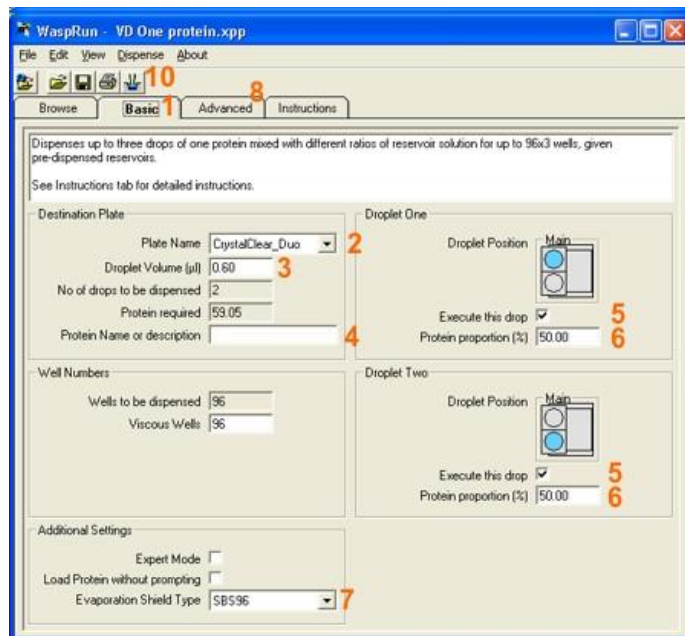 WaspRun - VD One protein.xpp
File Edit View Dispense About
10
Browse Basic 1 Advanced 8 Instructions
Dispenses up to three drops of one protein mixed with different ratios of reservoir solution for up to 96x3 wells, given
pre-dispensed reservoirs.
See Instructions tab for detailed instructions.
Destination Plate
Plate Name CrystalClear_Duo 2
Droplet Volume (µl) 0.60 3
No of drops to be dispensed 2
Protein required 59.05
Protein Name or description 4
Droplet One
Droplet Position Main
Execute this drop 5
Protein proportion (%) 50.00 6
Well Numbers
Wells to be dispensed 96
Viscous Wells 96
Droplet Two
Droplet Position Main
Execute this drop 5
Protein proportion (%) 50.00 6
Additional Settings
Expert Mode
Load Protein without prompting
Evaporation Shield Type SBS96 7